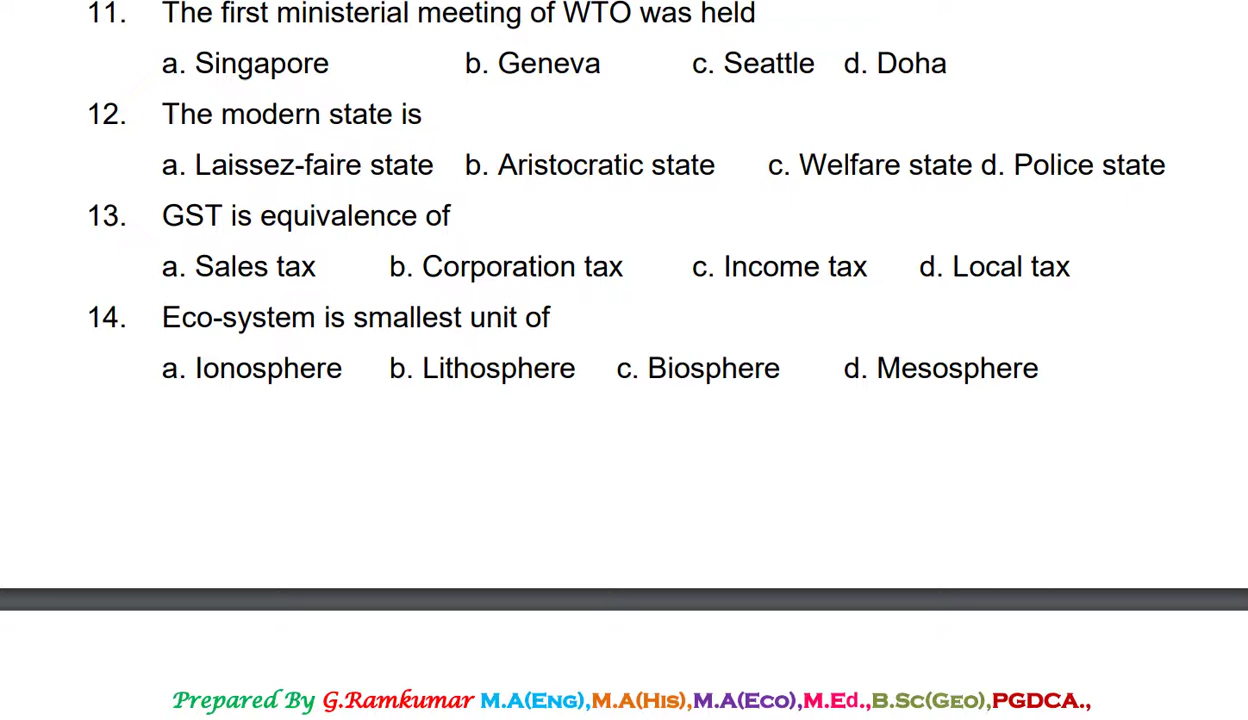 11. The first ministerial meeting of WTO was held
a. Singapore b. Geneva c. Seattle d. Doha
12. The modern state is
a. Laissez-faire state b. Aristocratic state c. Welfare state d. Police state
13. GST is equivalence of
a. Sales tax b. Corporation tax c. Income tax d. Local tax
14. Eco-system is smallest unit of
a. Ionosphere b. Lithosphere c. Biosphere d. Mesosphere
Prepared By G.Ramkumar M.A(Eng),M.A(His),M.A(Eco),M.Ed.,B.Sc(Geo),PGDCA.,